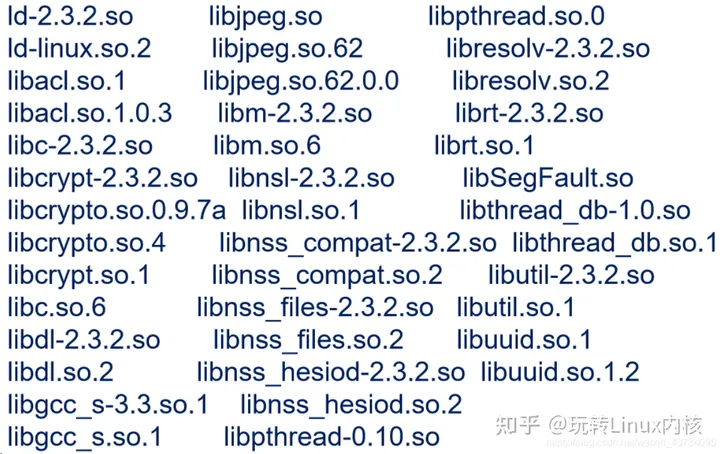 ld-2.3.2.so libjpeg.so libpthread.so.0
ld-linux.so.2 libjpeg.so.62 libresolv-2.3.2.so
libacl.so.1 libjpeg.so.62.0.0 libresolv.so.2
libacl.so.1.0.3 libm-2.3.2.so librt-2.3.2.so
libc-2.3.2.so libm.so.6 librt.so.1
libcrypt-2.3.2.so libnsl-2.3.2.so libSegFault.so
libcrypto.so.0.9.7a libnsl.so.1 libthread_db-1.0.so
libcrypto.so.4 libnss_compat-2.3.2.so libthread_db.so.1
libcrypt.so.1 libnss_compat.so.2 libutil-2.3.2.so
libc.so.6 libnss_files-2.3.2.so libutil.so.1
libdl-2.3.2.so libnss_files.so.2 libuuid.so.1
libdl.so.2 libnss_hesiod-2.3.2.so libuuid.so.1.2
libgcc_s-3.3.so.1 libnss_hesiod.so.2
libgcc_s.so.1 libpthread-0.10.so
知乎 @玩转Linux内核